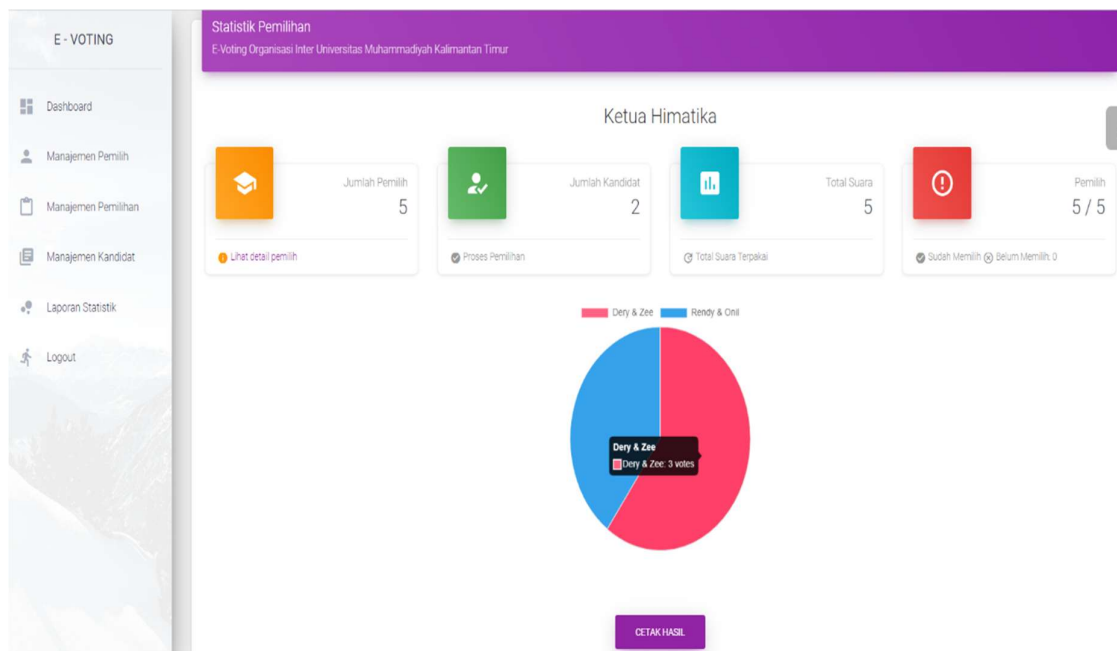 E - VOTING
Dashboard
Manajemen Pemilih
Manajemen Pemilihan
Manajemen Kandidat
Laporan Statistik
Logout
Statistik Pemilihan
E-Voting Organisasi Inter Universitas Muhammadiyah Kalimantan Timur
Ketua Himatika
Jumlah Pemilih
5
Lihat detail pemilih
Jumlah Kandidat
2
Proses Pemilihan
Total Suara
5
Total Suara Terpakai
Pemilih
5 / 5
Sudah Memilih Belum Memilih: 0
Dery & Zee Rendy & Onil
Dery & Zee
Dery & Zee: 3 votes
CETAK HASIL